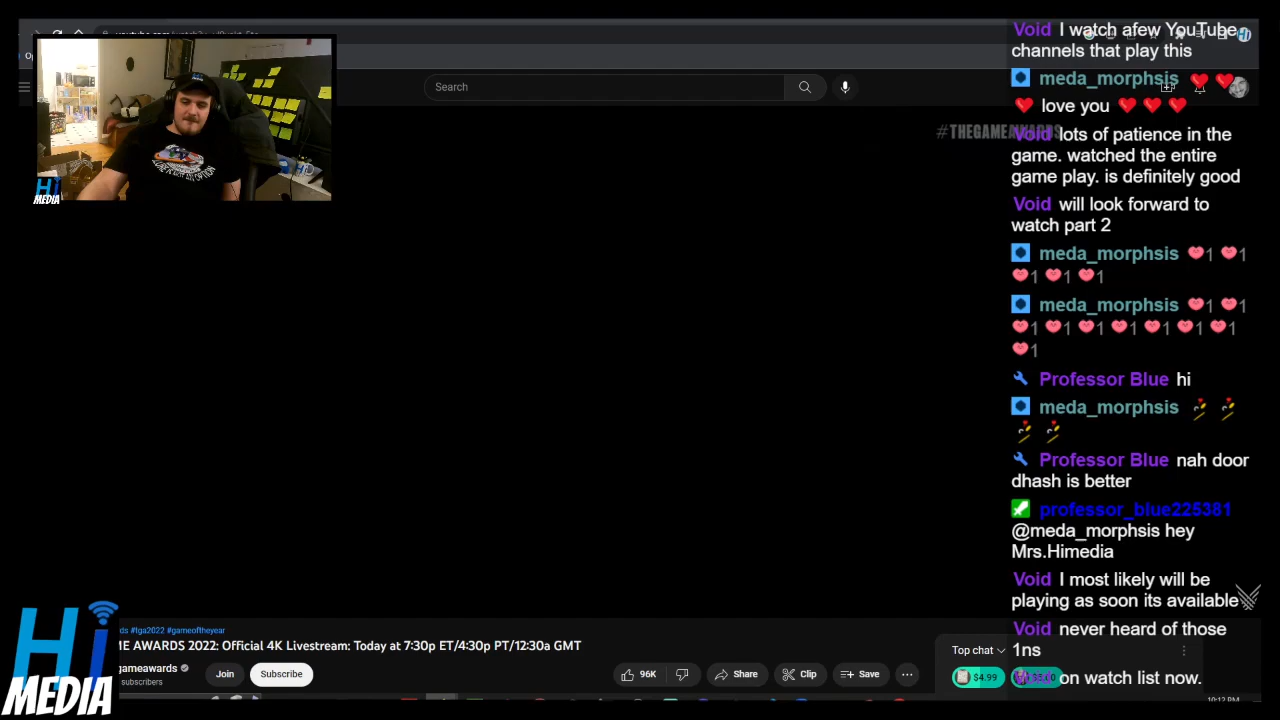 Search
#THEGAMEAWARDS
Hi
MEDIA
Void I watch afew YouTube
channels that play this
meda_morphsis
love you
Void lots of patience in the
game. watched the entire
game play. is definitely good
Void will look forward to
watch part 2
meda_morphsis 1 1
1 1 1
meda_morphsis 1 1
1 1 1 1 1 1 1
1
Professor Blue hi
meda_morphsis
Professor Blue nah door
dhash is better
professor_blue225381
@meda_morphsis hey
Mrs.Himedia
Void I most likely will be
playing as soon its available
Void never heard of those
1ns
Void on watch list now.
Hi
MEDIA
ds #tga2022 #gameoftheyear
ME AWARDS 2022: Official 4K Livestream: Today at 7:30p ET/4:30p PT/12:30a GMT
gameawards
subscribers
Join
Subscribe
96K
Share
Clip
Save
Top chat
$4.99
10:12 PM